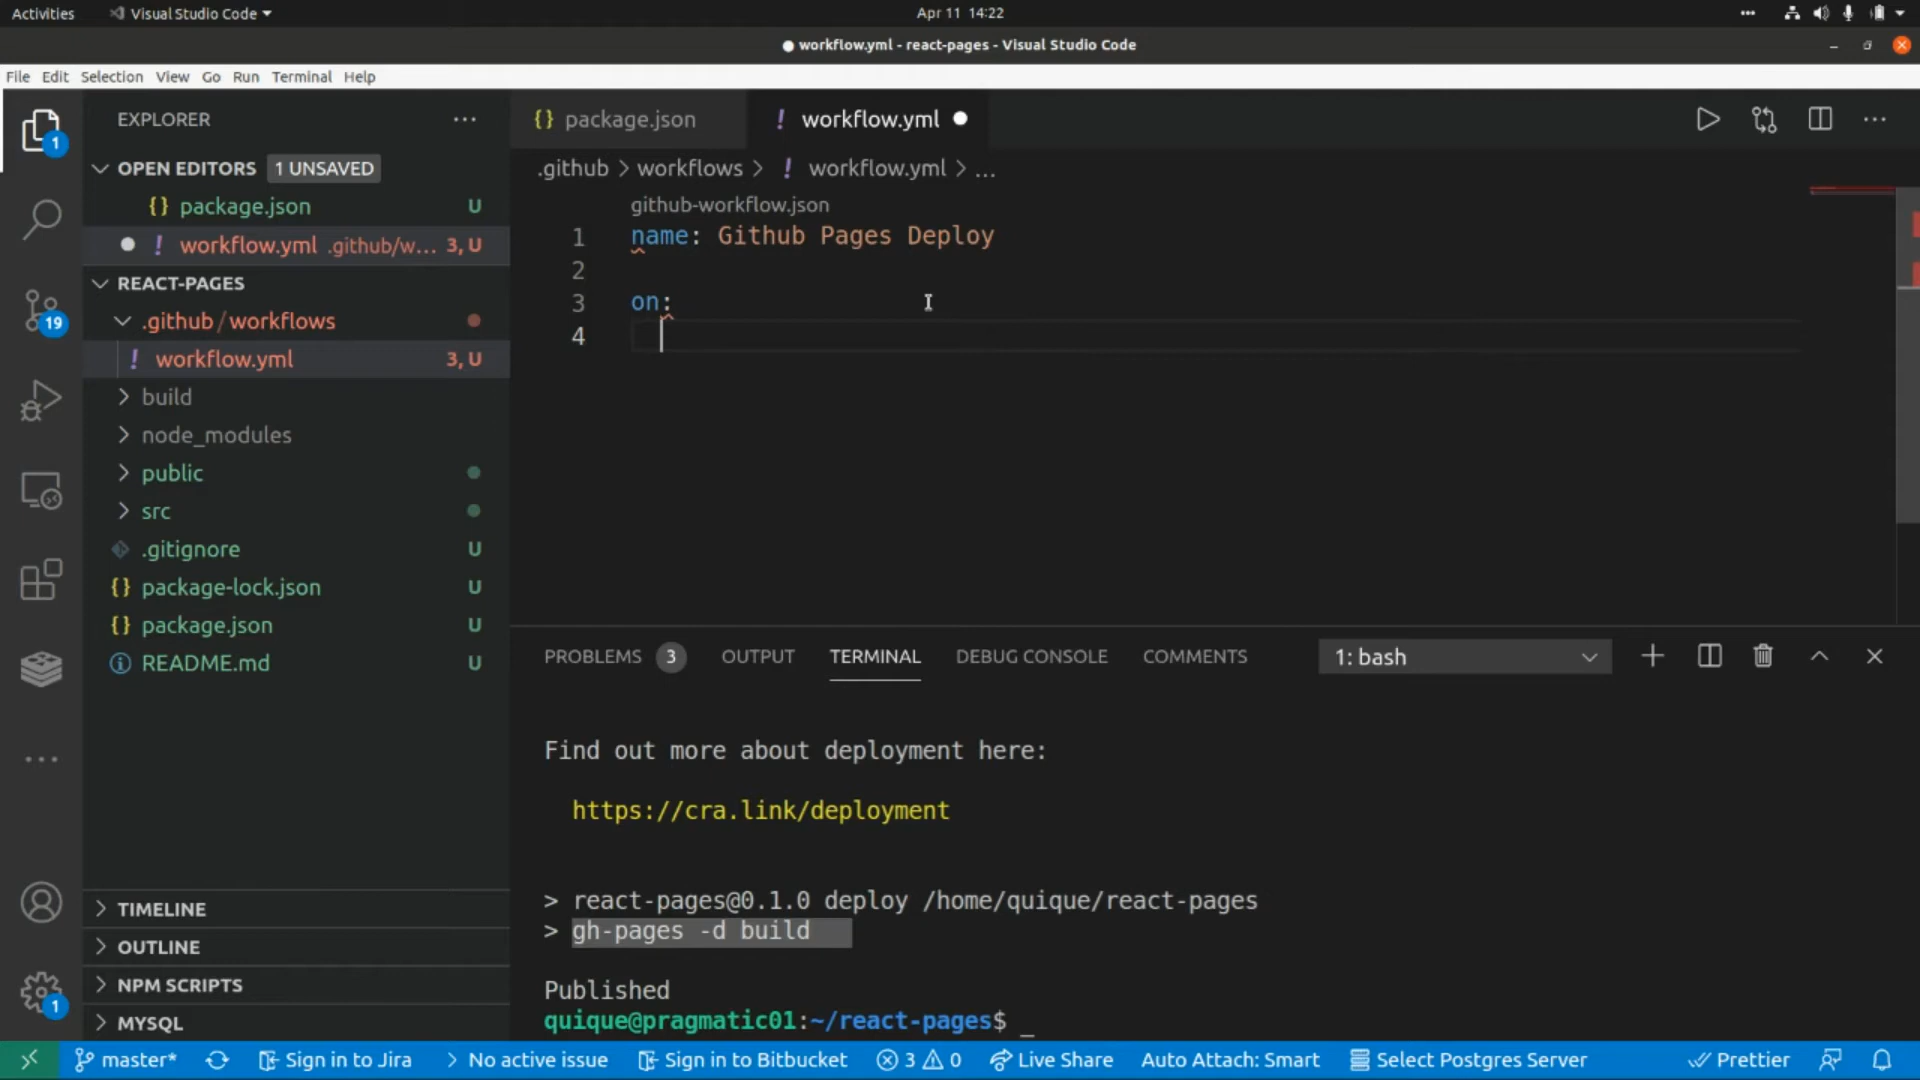 Activities
Visual Studio Code
Apr 11 14:22
workflow.yml - react-pages - Visual Studio Code
File Edit Selection View Go Run Terminal Help
EXPLORER
OPEN EDITORS 1 UNSAVED
{} package.json U
! workflow.yml .github/w... 3, U
REACT-PAGES
.github / workflows
! workflow.yml 3, U
build
node_modules
public
src
.gitignore U
{} package-lock.json U
{} package.json U
README.md U
TIMELINE
OUTLINE
NPM SCRIPTS
MYSQL
1
19
1
{} package.json
! workflow.yml
.github > workflows > ! workflow.yml > ...
github-workflow.json
1 name: Github Pages Deploy
2
3 on:
4
PROBLEMS 3 OUTPUT TERMINAL DEBUG CONSOLE COMMENTS 1: bash
Find out more about deployment here:
https://cra.link/deployment
> react-pages@0.1.0 deploy /home/quique/react-pages
> gh-pages -d build
Published
quique@pragmatic01:~/react-pages$ _
master* Sign in to Jira > No active issue Sign in to Bitbucket 3 0 Live Share Auto Attach: Smart Select Postgres Server Prettier